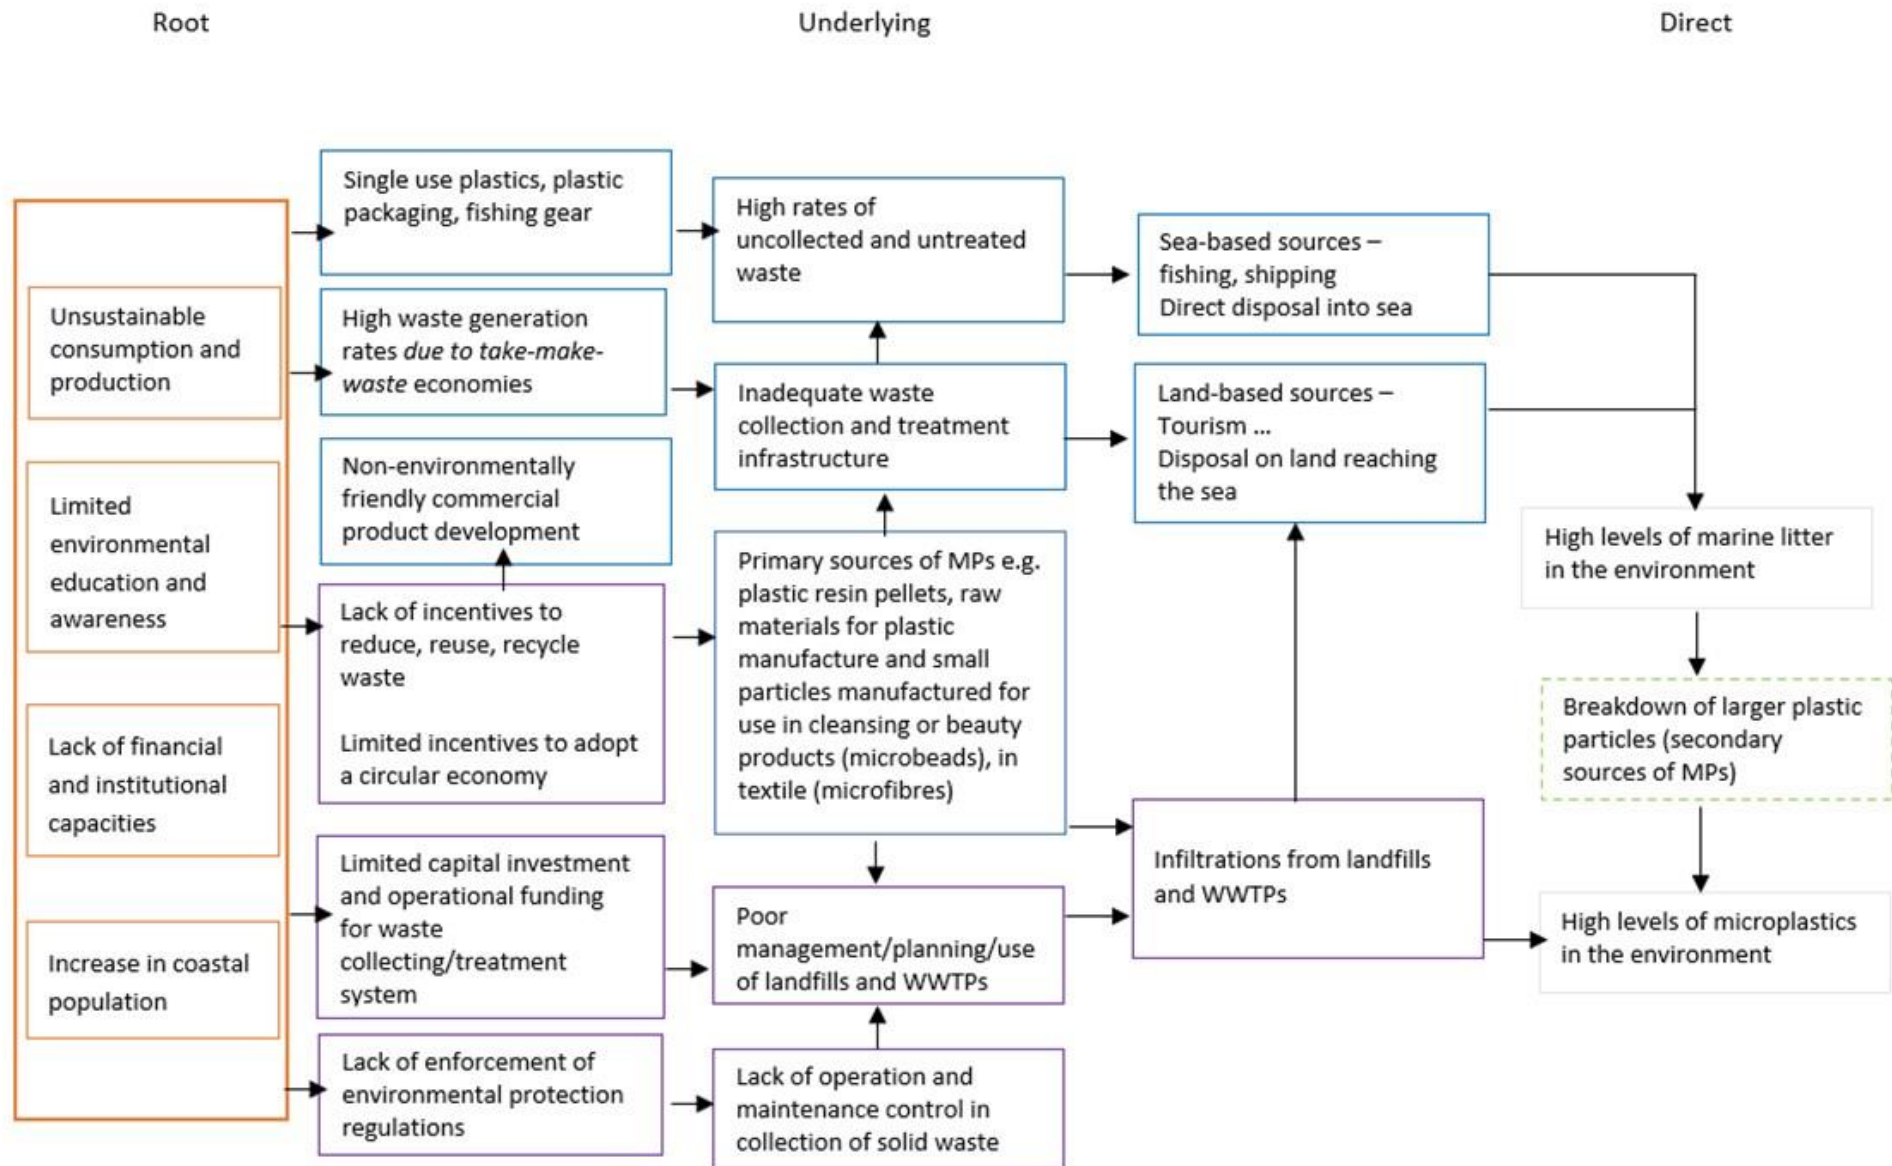 Root
Underlying
Direct
Unsustainable
consumption and
production
Limited
environmental
education and
awareness
Lack of financial
and institutional
capacities
Increase in coastal
population
Single use plastics, plastic
packaging, fishing gear
High waste generation
rates due to take-make-
waste economies
Non-environmentally
friendly commercial
product development
Lack of incentives to
reduce, reuse, recycle
waste
Limited incentives to adopt
a circular economy
Limited capital investment
and operational funding
for waste
collecting/treatment
system
Lack of enforcement of
environmental protection
regulations
High rates of
uncollected and untreated
waste
Inadequate waste
collection and treatment
infrastructure
Primary sources of MPs e.g.
plastic resin pellets, raw
materials for plastic
manufacture and small
particles manufactured for
use in cleansing or beauty
products (microbeads), in
textile (microfibres)
Poor
management/planning/use
of landfills and WWTPs
Lack of operation and
maintenance control in
collection of solid waste
Sea-based sources –
fishing, shipping
Direct disposal into sea
Land-based sources –
Tourism ...
Disposal on land reaching
the sea
Infiltrations from landfills
and WWTPs
High levels of marine litter
in the environment
Breakdown of larger plastic
particles (secondary
sources of MPs)
High levels of microplastics
in the environment